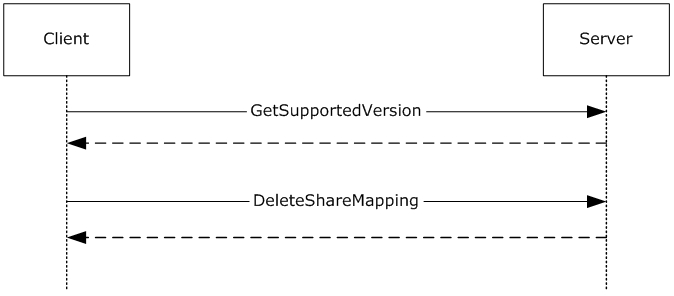 Client
Server
GetSupportedVersion
DeleteShareMapping